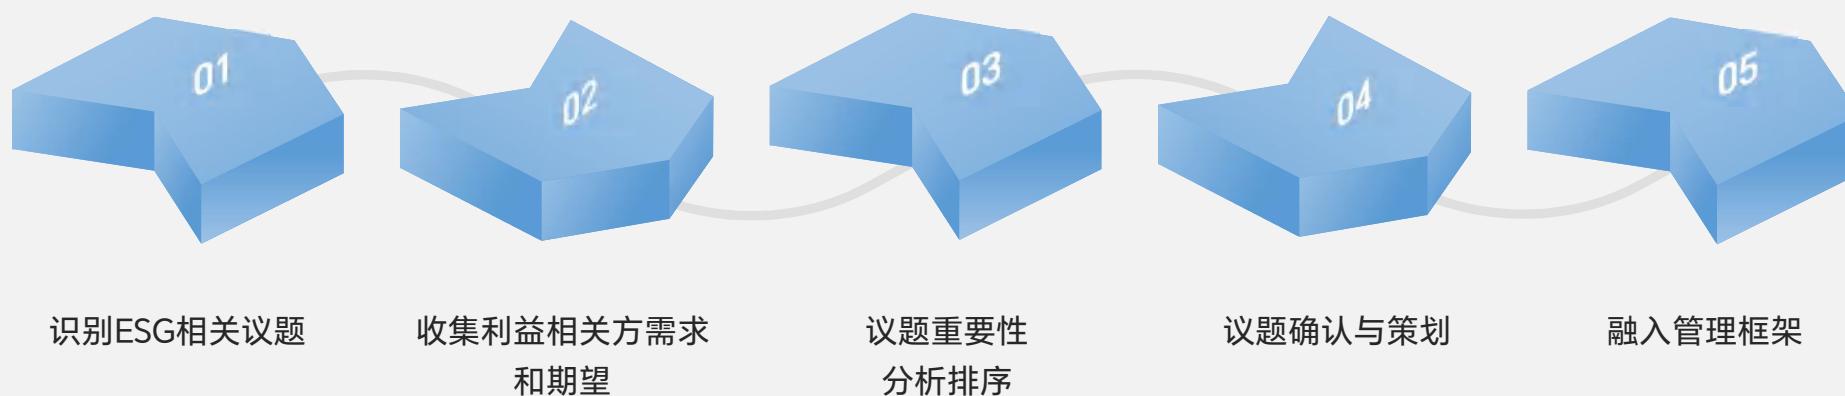 01
02
03
04
05
识别ESG相关议题
收集利益相关方需求
和期望
议题重要性
分析排序
议题确认与策划
融入管理框架